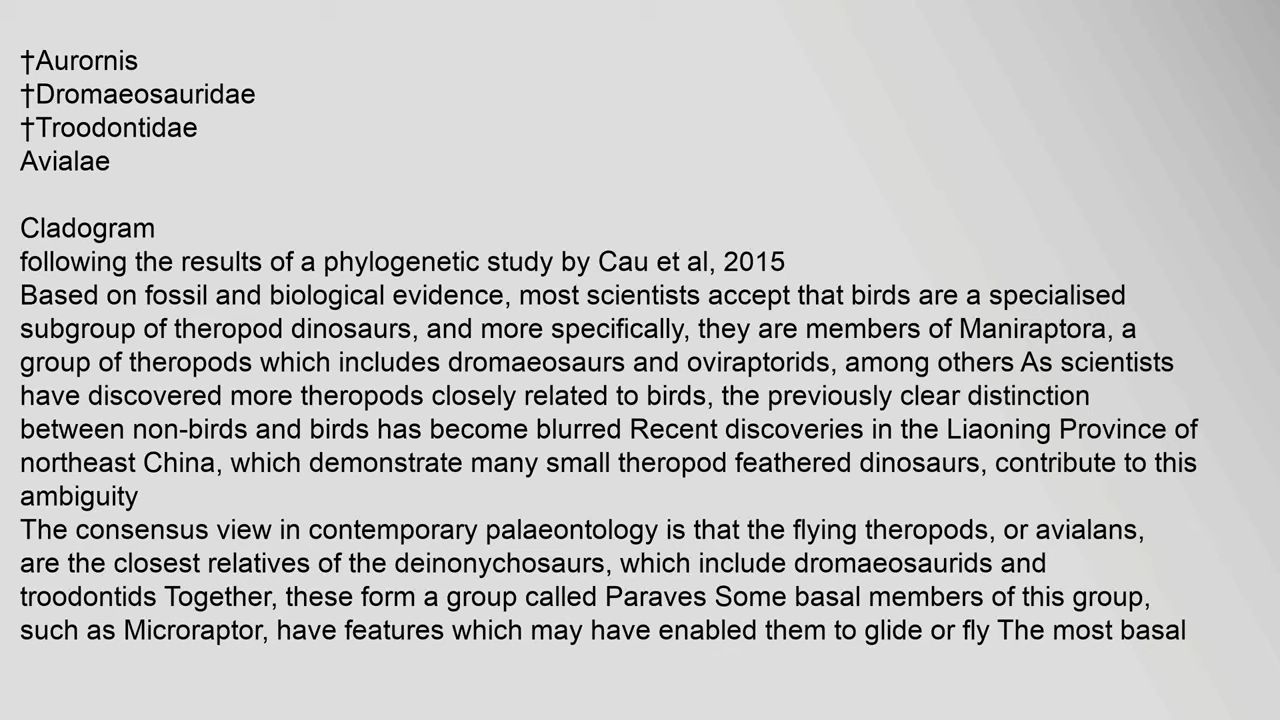 †Aurornis
†Dromaeosauridae
†Troodontidae
Avialae
Cladogram
following the results of a phylogenetic study by Cau et al, 2015
Based on fossil and biological evidence, most scientists accept that birds are a specialised
subgroup of theropod dinosaurs, and more specifically, they are members of Maniraptora, a
group of theropods which includes dromaeosaurs and oviraptorids, among others As scientists
have discovered more theropods closely related to birds, the previously clear distinction
between non-birds and birds has become blurred Recent discoveries in the Liaoning Province of
northeast China, which demonstrate many small theropod feathered dinosaurs, contribute to this
ambiguity
The consensus view in contemporary palaeontology is that the flying theropods, or avialans,
are the closest relatives of the deinonychosaurs, which include dromaeosaurids and
troodontids Together, these form a group called Paraves Some basal members of this group,
such as Microraptor, have features which may have enabled them to glide or fly The most basal